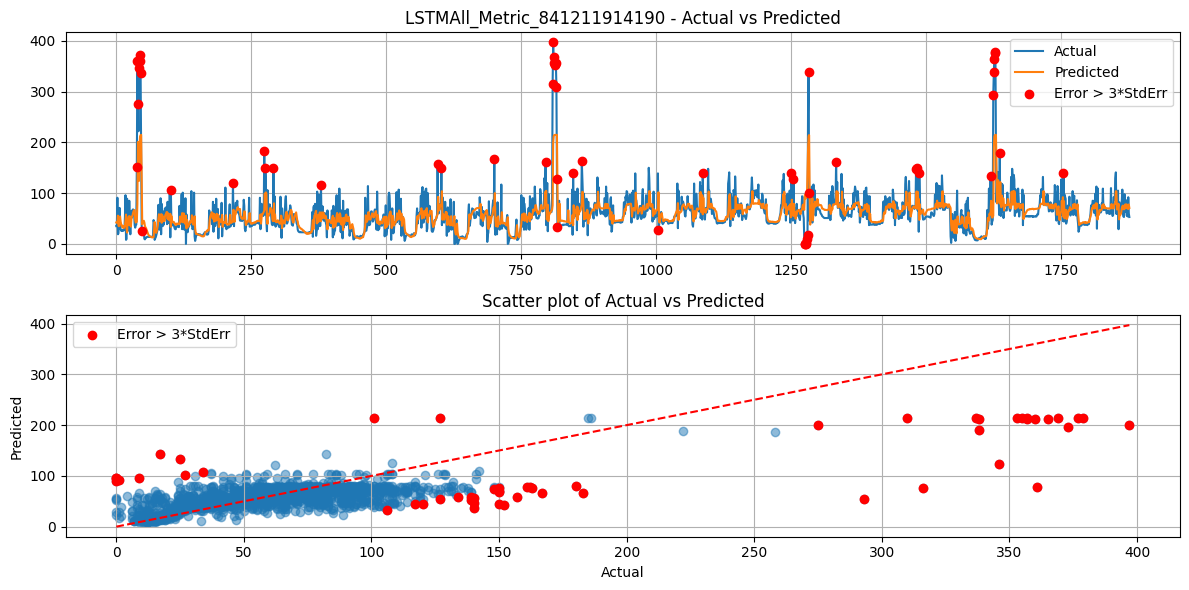 LSTMAll_Metric_841211914190 - Actual vs Predicted
400
300
200
100
0
Actual
Predicted
Error > 3*StdErr
0 250 500 750 1000 1250 1500 1750
Scatter plot of Actual vs Predicted
Predicted
400
300
200
100
0
Error > 3*StdErr
0 50 100 150 200 250 300 350 400
Actual